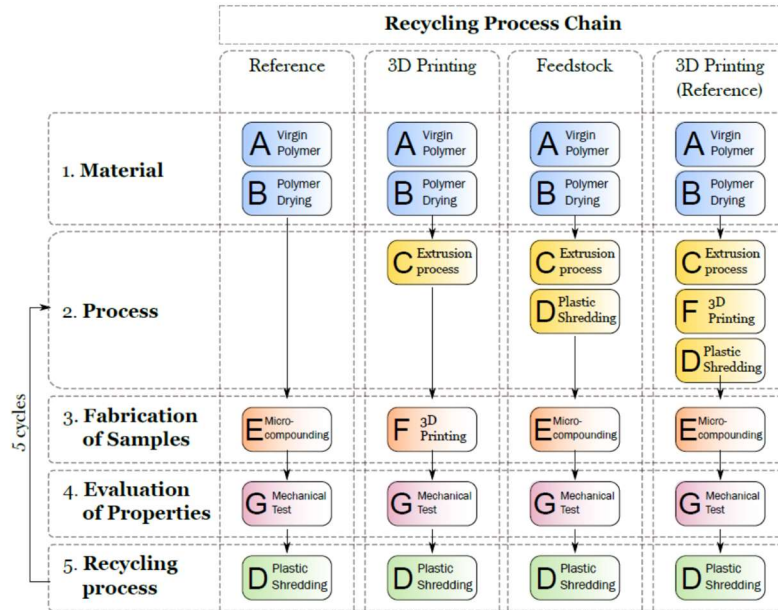 Recycling Process Chain
Reference
3D Printing
Feedstock
3D Printing
(Reference)
1. Material
A Virgin
Polymer
B Polymer
Drying
A Virgin
Polymer
B Polymer
Drying
A Virgin
Polymer
B Polymer
Drying
A Virgin
Polymer
B Polymer
Drying
2. Process
C Extrusion
process
C Extrusion
process
D Plastic
Shredding
C Extrusion
process
F 3D
Printing
D Plastic
Shredding
5 cycles
3. Fabrication
of Samples
E Micro-
compounding
F 3D
Printing
E Micro-
compounding
E Micro-
compounding
4. Evaluation
of Properties
G Mechanical
Test
G Mechanical
Test
G Mechanical
Test
G Mechanical
Test
5. Recycling
process
D Plastic
Shredding
D Plastic
Shredding
D Plastic
Shredding
D Plastic
Shredding